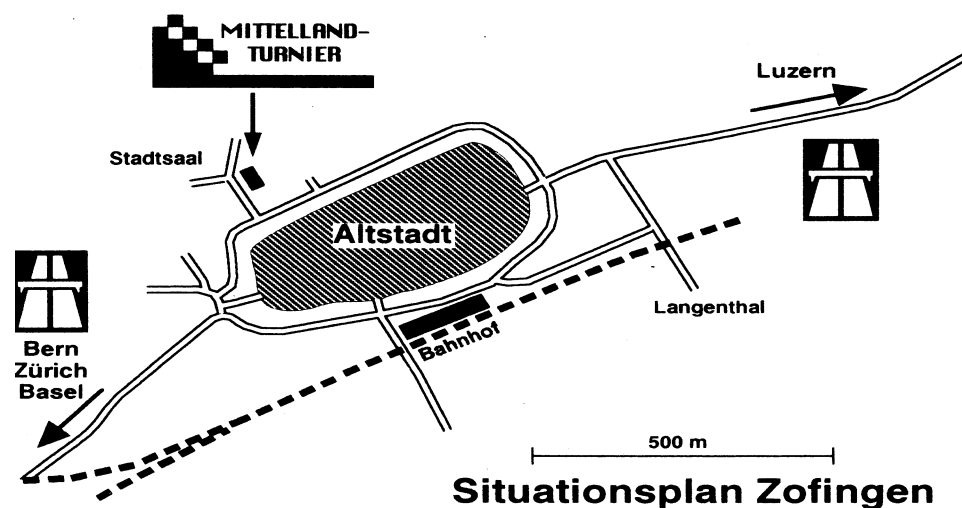 MITTELLAND-
TURNIER
Luzern
Stadtsaal
Altstadt
Bern
Zürich
Basel
Bahnhof
Langenthal
500 m
Situationsplan Zofingen